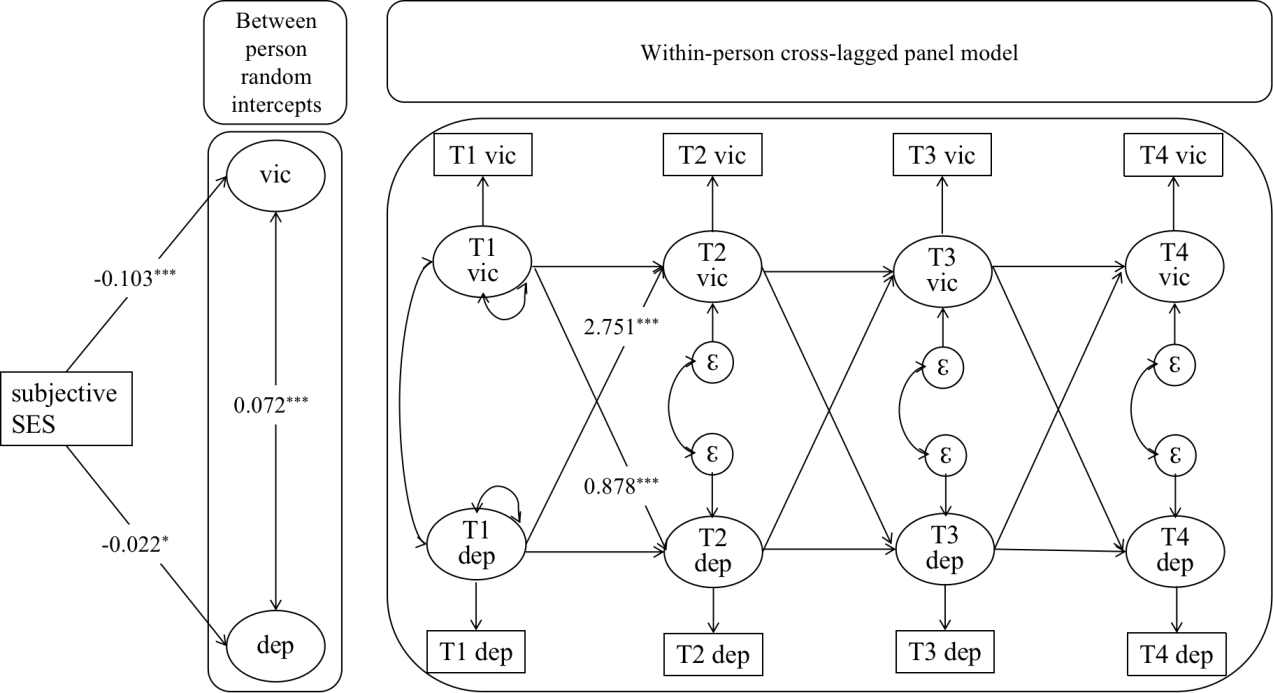 Between
person
random
intercepts
Within-person cross-lagged panel model
vic
-0.103***
subjective
SES
0.072***
-0.022*
dep
T1 vic
T2 vic
T3 vic
T4 vic
T1
vic
T2
vic
T3
vic
T4
vic
2.751***
ε
ε
ε
ε
ε
ε
0.878***
T1
dep
T2
dep
T3
dep
T4
dep
T1 dep
T2 dep
T3 dep
T4 dep